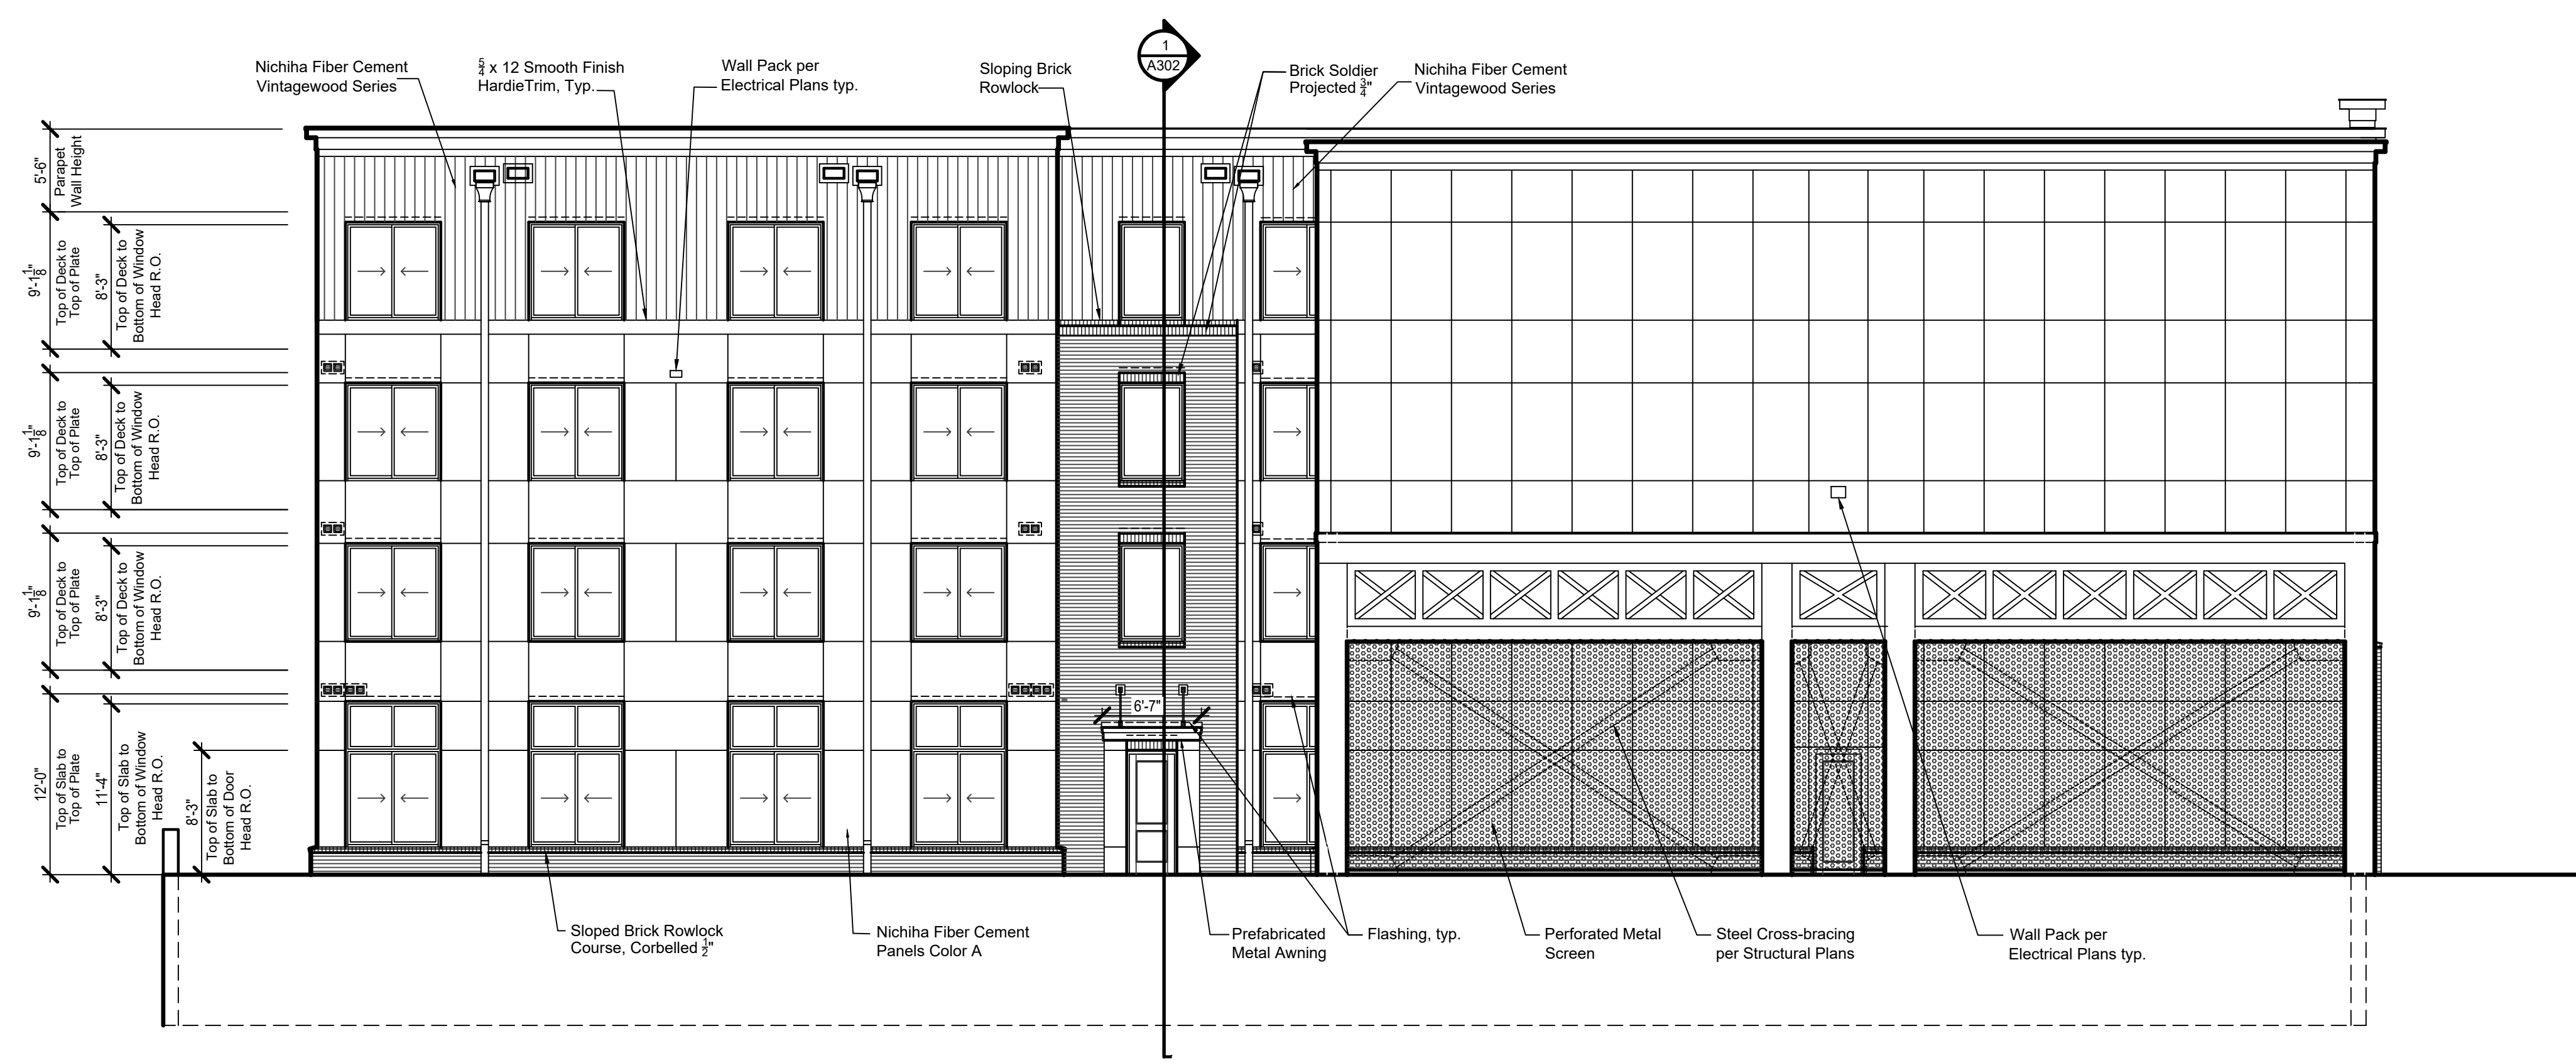 1
A302
Nichiha Fiber Cement
Vintagewood Series
5/4 x 12 Smooth Finish
HardieTrim, Typ.
Wall Pack per
Electrical Plans typ.
Sloping Brick
Rowlock
Brick Soldier
Projected 3/4"
Nichiha Fiber Cement
Vintagewood Series
5'-6"
Parapet
Wall Height
9'-1 1/8"
Top of Deck to
Top of Plate
8'-3"
Top of Deck to
Bottom of Window
Head R.O.
9'-1 1/8"
Top of Deck to
Top of Plate
8'-3"
Top of Deck to
Bottom of Window
Head R.O.
9'-1 1/8"
Top of Deck to
Top of Plate
8'-3"
Top of Deck to
Bottom of Window
Head R.O.
12'-0"
Top of Slab to
Top of Plate
11'-4"
Top of Slab to
Bottom of Window
Head R.O.
8'-3"
Top of Slab to
Bottom of Door
Head R.O.
6'-7"
Sloped Brick Rowlock
Course, Corbelled 1/2"
Nichiha Fiber Cement
Panels Color A
Prefabricated
Metal Awning
Flashing, typ.
Perforated Metal
Screen
Steel Cross-bracing
per Structural Plans
Wall Pack per
Electrical Plans typ.